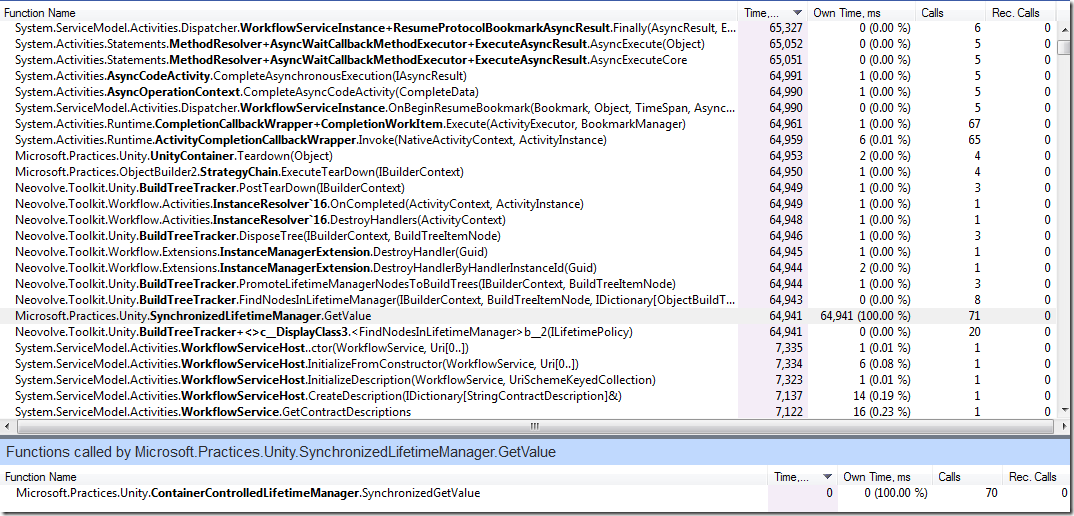 Function Name Time,... Own Time, ms Calls Rec. Calls
System.ServiceModel.Activities.Dispatcher.WorkflowServiceInstance+ResumeProtocolBookmarkAsyncResult.Finally(AsyncResult, E... 65,327 0 (0.00 %) 6 0
System.Activities.Statements.MethodResolver+AsyncWaitCallbackMethodExecutor+ExecuteAsyncResult.AsyncExecute(Object) 65,052 0 (0.00 %) 5 0
System.Activities.Statements.MethodResolver+AsyncWaitCallbackMethodExecutor+ExecuteAsyncResult.AsyncExecuteCore 65,051 0 (0.00 %) 5 0
System.Activities.AsyncCodeActivity.CompleteAsynchronousExecution(IAsyncResult) 64,991 1 (0.00 %) 5 0
System.Activities.AsyncOperationContext.CompleteAsyncCodeActivity(CompleteData) 64,990 1 (0.00 %) 5 0
System.ServiceModel.Activities.Dispatcher.WorkflowServiceInstance.OnBeginResumeBookmark(Bookmark, Object, TimeSpan, Async... 64,990 0 (0.00 %) 5 0
System.Activities.Runtime.CompletionCallbackWrapper+CompletionWorkItem.Execute(ActivityExecutor, BookmarkManager) 64,961 1 (0.00 %) 67 0
System.Activities.Runtime.ActivityCompletionCallbackWrapper.Invoke(NativeActivityContext, ActivityInstance) 64,959 6 (0.01 %) 65 0
Microsoft.Practices.Unity.UnityContainer.Teardown(Object) 64,953 2 (0.00 %) 4 0
Microsoft.Practices.ObjectBuilder2.StrategyChain.ExecuteTearDown(IBuilderContext) 64,950 1 (0.00 %) 4 0
Neovolve.Toolkit.Unity.BuildTreeTracker.PostTearDown(IBuilderContext) 64,949 1 (0.00 %) 3 0
Neovolve.Toolkit.Workflow.Activities.InstanceResolver`16.OnCompleted(ActivityContext, ActivityInstance) 64,949 1 (0.00 %) 1 0
Neovolve.Toolkit.Workflow.Activities.InstanceResolver`16.DestroyHandlers(ActivityContext) 64,948 1 (0.00 %) 1 0
Neovolve.Toolkit.Unity.BuildTreeTracker.DisposeTree(IBuilderContext, BuildTreeItemNode) 64,946 1 (0.00 %) 3 0
Neovolve.Toolkit.Workflow.Extensions.InstanceManagerExtension.DestroyHandler(Guid) 64,945 1 (0.00 %) 1 0
Neovolve.Toolkit.Workflow.Extensions.InstanceManagerExtension.DestroyHandlerByHandlerInstanceId(Guid) 64,944 2 (0.00 %) 1 0
Neovolve.Toolkit.Unity.BuildTreeTracker.PromoteLifetimeManagerNodesToBuildTrees(IBuilderContext, BuildTreeItemNode) 64,944 1 (0.00 %) 3 0
Neovolve.Toolkit.Unity.BuildTreeTracker.FindNodesInLifetimeManager(IBuilderContext, BuildTreeItemNode, IDictionary[ObjectBuildT... 64,943 0 (0.00 %) 8 0
Microsoft.Practices.Unity.SynchronizedLifetimeManager.GetValue 64,941 64,941 (100.00 %) 71 0
Neovolve.Toolkit.Unity.BuildTreeTracker+<>c__DisplayClass3.<FindNodesInLifetimeManager>b__2(ILifetimePolicy) 64,941 0 (0.00 %) 20 0
System.ServiceModel.Activities.WorkflowServiceHost..ctor(WorkflowService, Uri[0..]) 7,335 1 (0.01 %) 1 0
System.ServiceModel.Activities.WorkflowServiceHost.InitializeFromConstructor(WorkflowService, Uri[0..]) 7,334 6 (0.08 %) 1 0
System.ServiceModel.Activities.WorkflowServiceHost.InitializeDescription(WorkflowService, UriSchemeKeyedCollection) 7,323 1 (0.01 %) 1 0
System.ServiceModel.Activities.WorkflowServiceHost.CreateDescription(IDictionary[StringContractDescription]&) 7,137 14 (0.19 %) 1 0
System.ServiceModel.Activities.WorkflowService.GetContractDescriptions 7,122 16 (0.23 %) 1 0
Functions called by Microsoft.Practices.Unity.SynchronizedLifetimeManager.GetValue
Function Name Time,... Own Time, ms Calls Rec. Calls
Microsoft.Practices.Unity.ContainerControlledLifetimeManager.SynchronizedGetValue 0 0 (100.00 %) 70 0